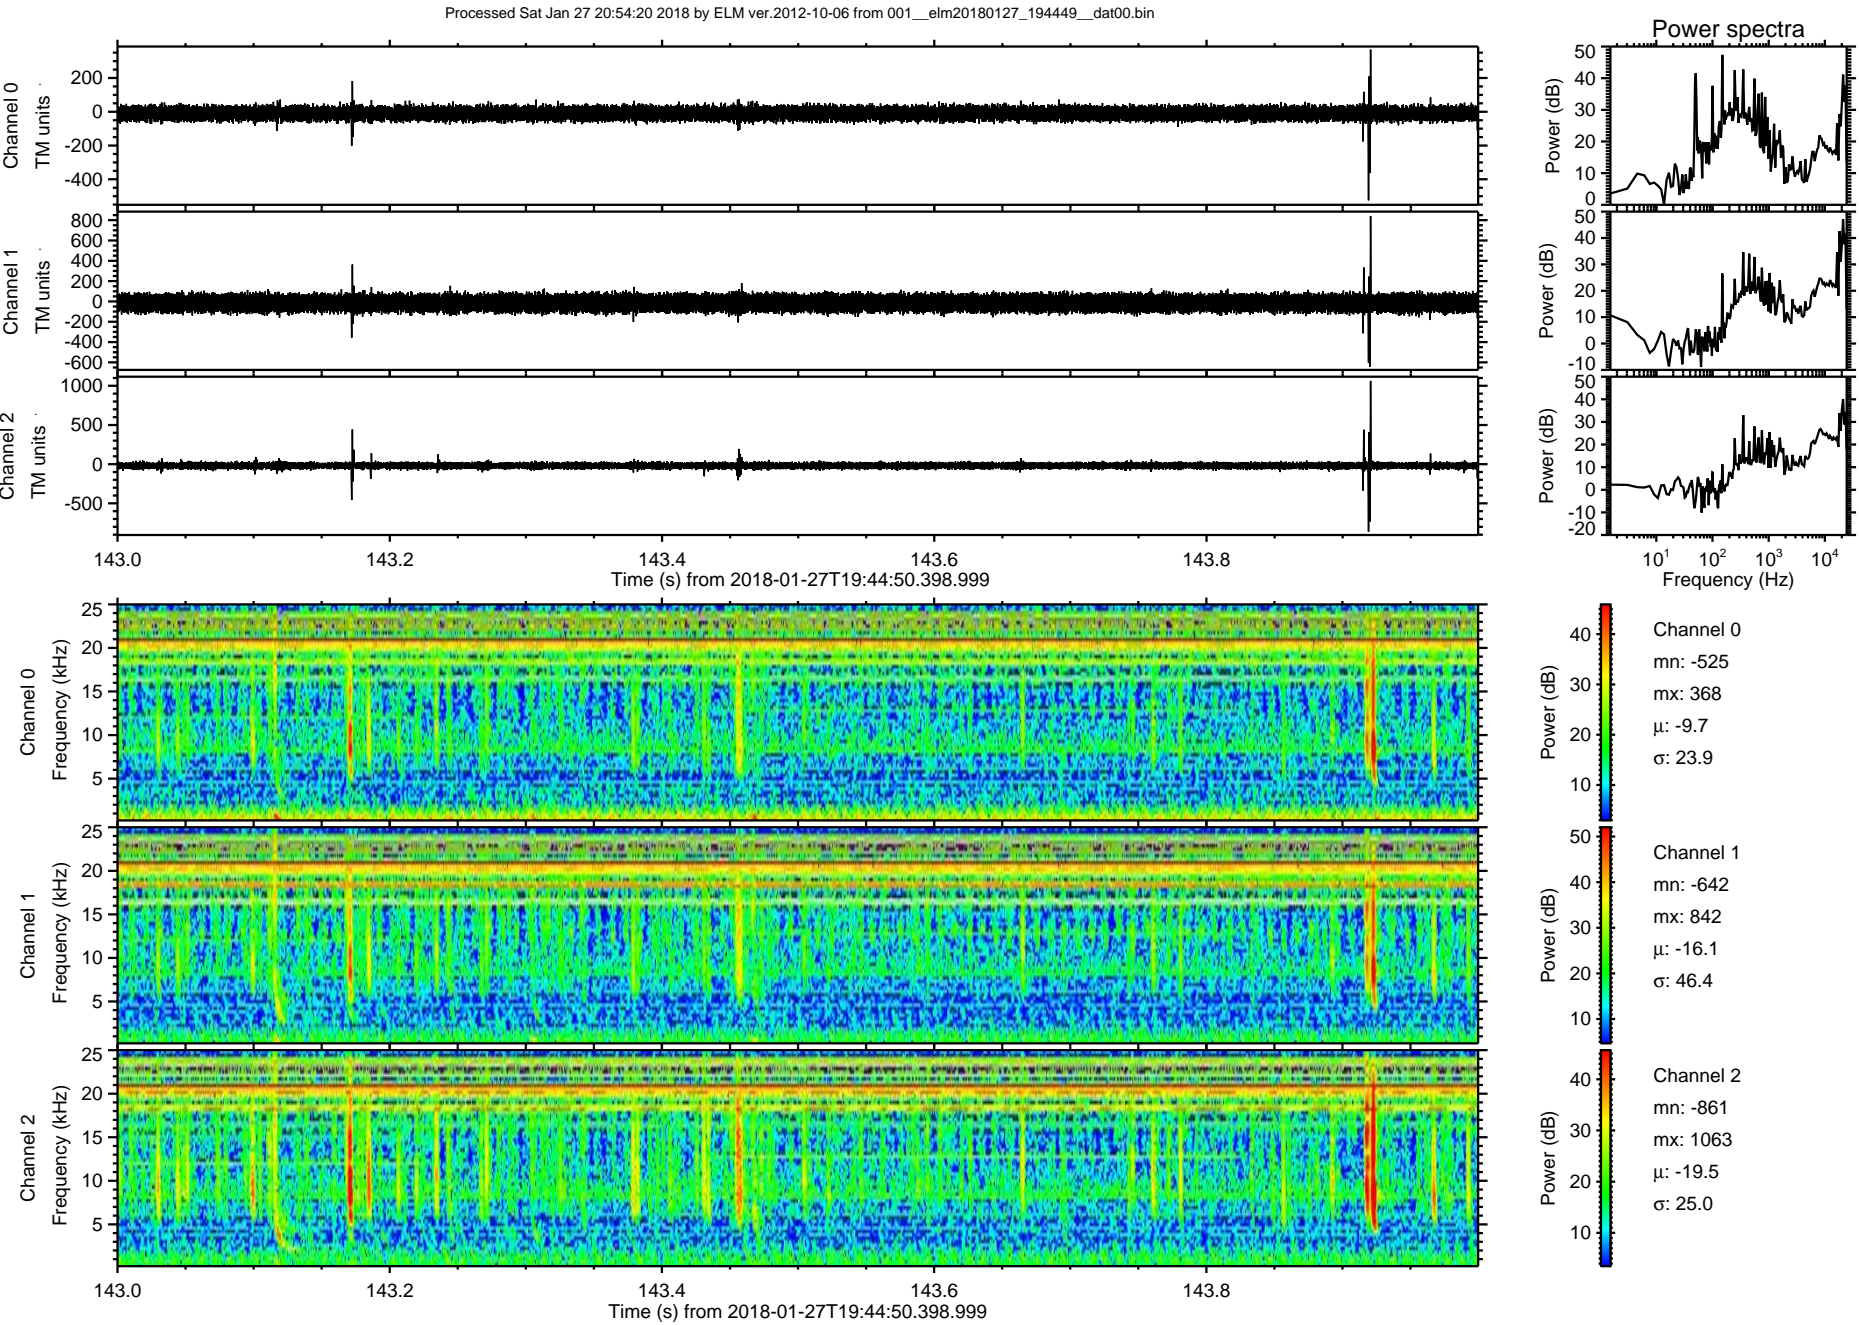 Processed Sat Jan 27 20:54:20 2018 by ELM ver.2012-10-06 from 001__elm20180127_194449__dat00.bin
Power spectra
Channel 0
TM units
200
0
-200
-400
Power (dB)
50
40
30
20
10
0
Channel 1
TM units
800
600
400
200
0
-200
-400
-600
Power (dB)
50
40
30
20
10
0
-10
Channel 2
TM units
1000
500
0
-500
Power (dB)
50
40
30
20
10
0
-10
-20
143.0 143.2 143.4 143.6 143.8
Time (s) from 2018-01-27T19:44:50.398.999
10¹ 10² 10³ 10⁴
Frequency (Hz)
Channel 0
Frequency (kHz)
25
20
15
10
5
Power (dB)
40
30
20
10
Channel 0
mn: -525
mx: 368
μ: -9.7
σ: 23.9
Channel 1
Frequency (kHz)
25
20
15
10
5
Power (dB)
50
40
30
20
10
Channel 1
mn: -642
mx: 842
μ: -16.1
σ: 46.4
Channel 2
Frequency (kHz)
25
20
15
10
5
Power (dB)
40
30
20
10
Channel 2
mn: -861
mx: 1063
μ: -19.5
σ: 25.0
143.0 143.2 143.4 143.6 143.8
Time (s) from 2018-01-27T19:44:50.398.999